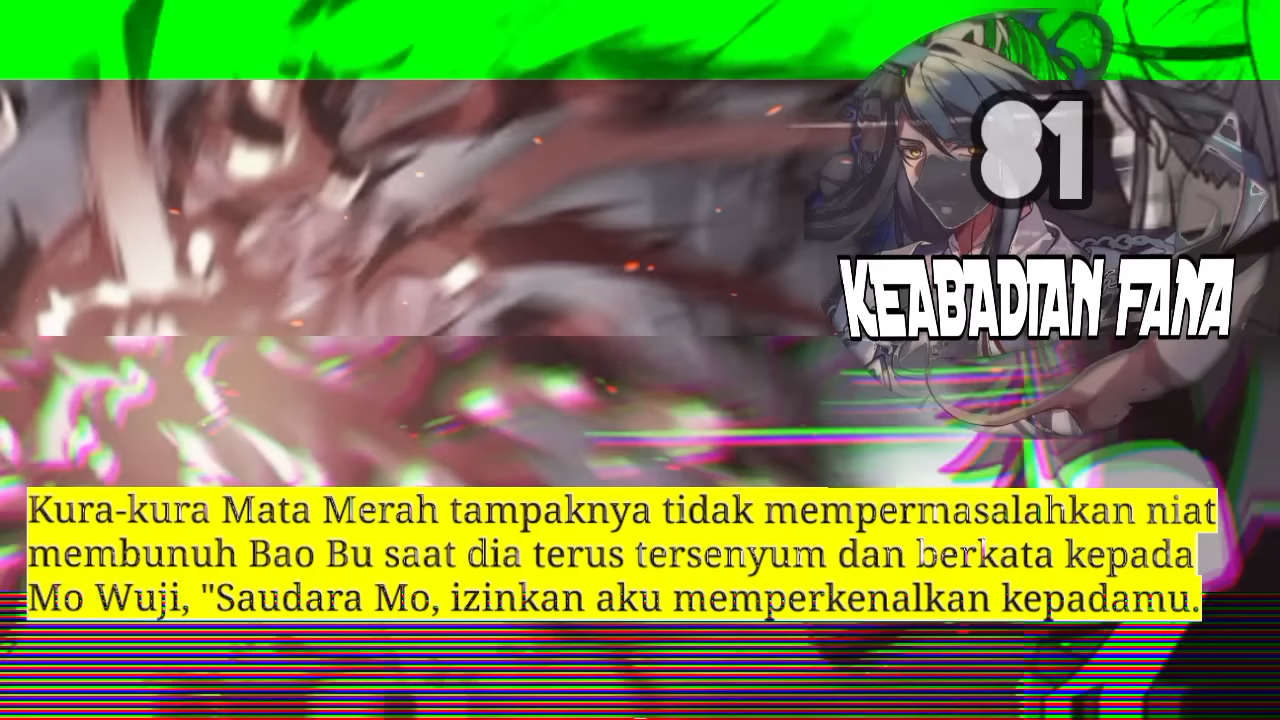 81
KEABADIAN FANA
Kura-kura Mata Merah tampaknya tidak mempermasalahkan niat
membunuh Bao Bu saat dia terus tersenyum dan berkata kepada
Mo Wuji, "Saudara Mo, izinkan aku memperkenalkan kepadamu.